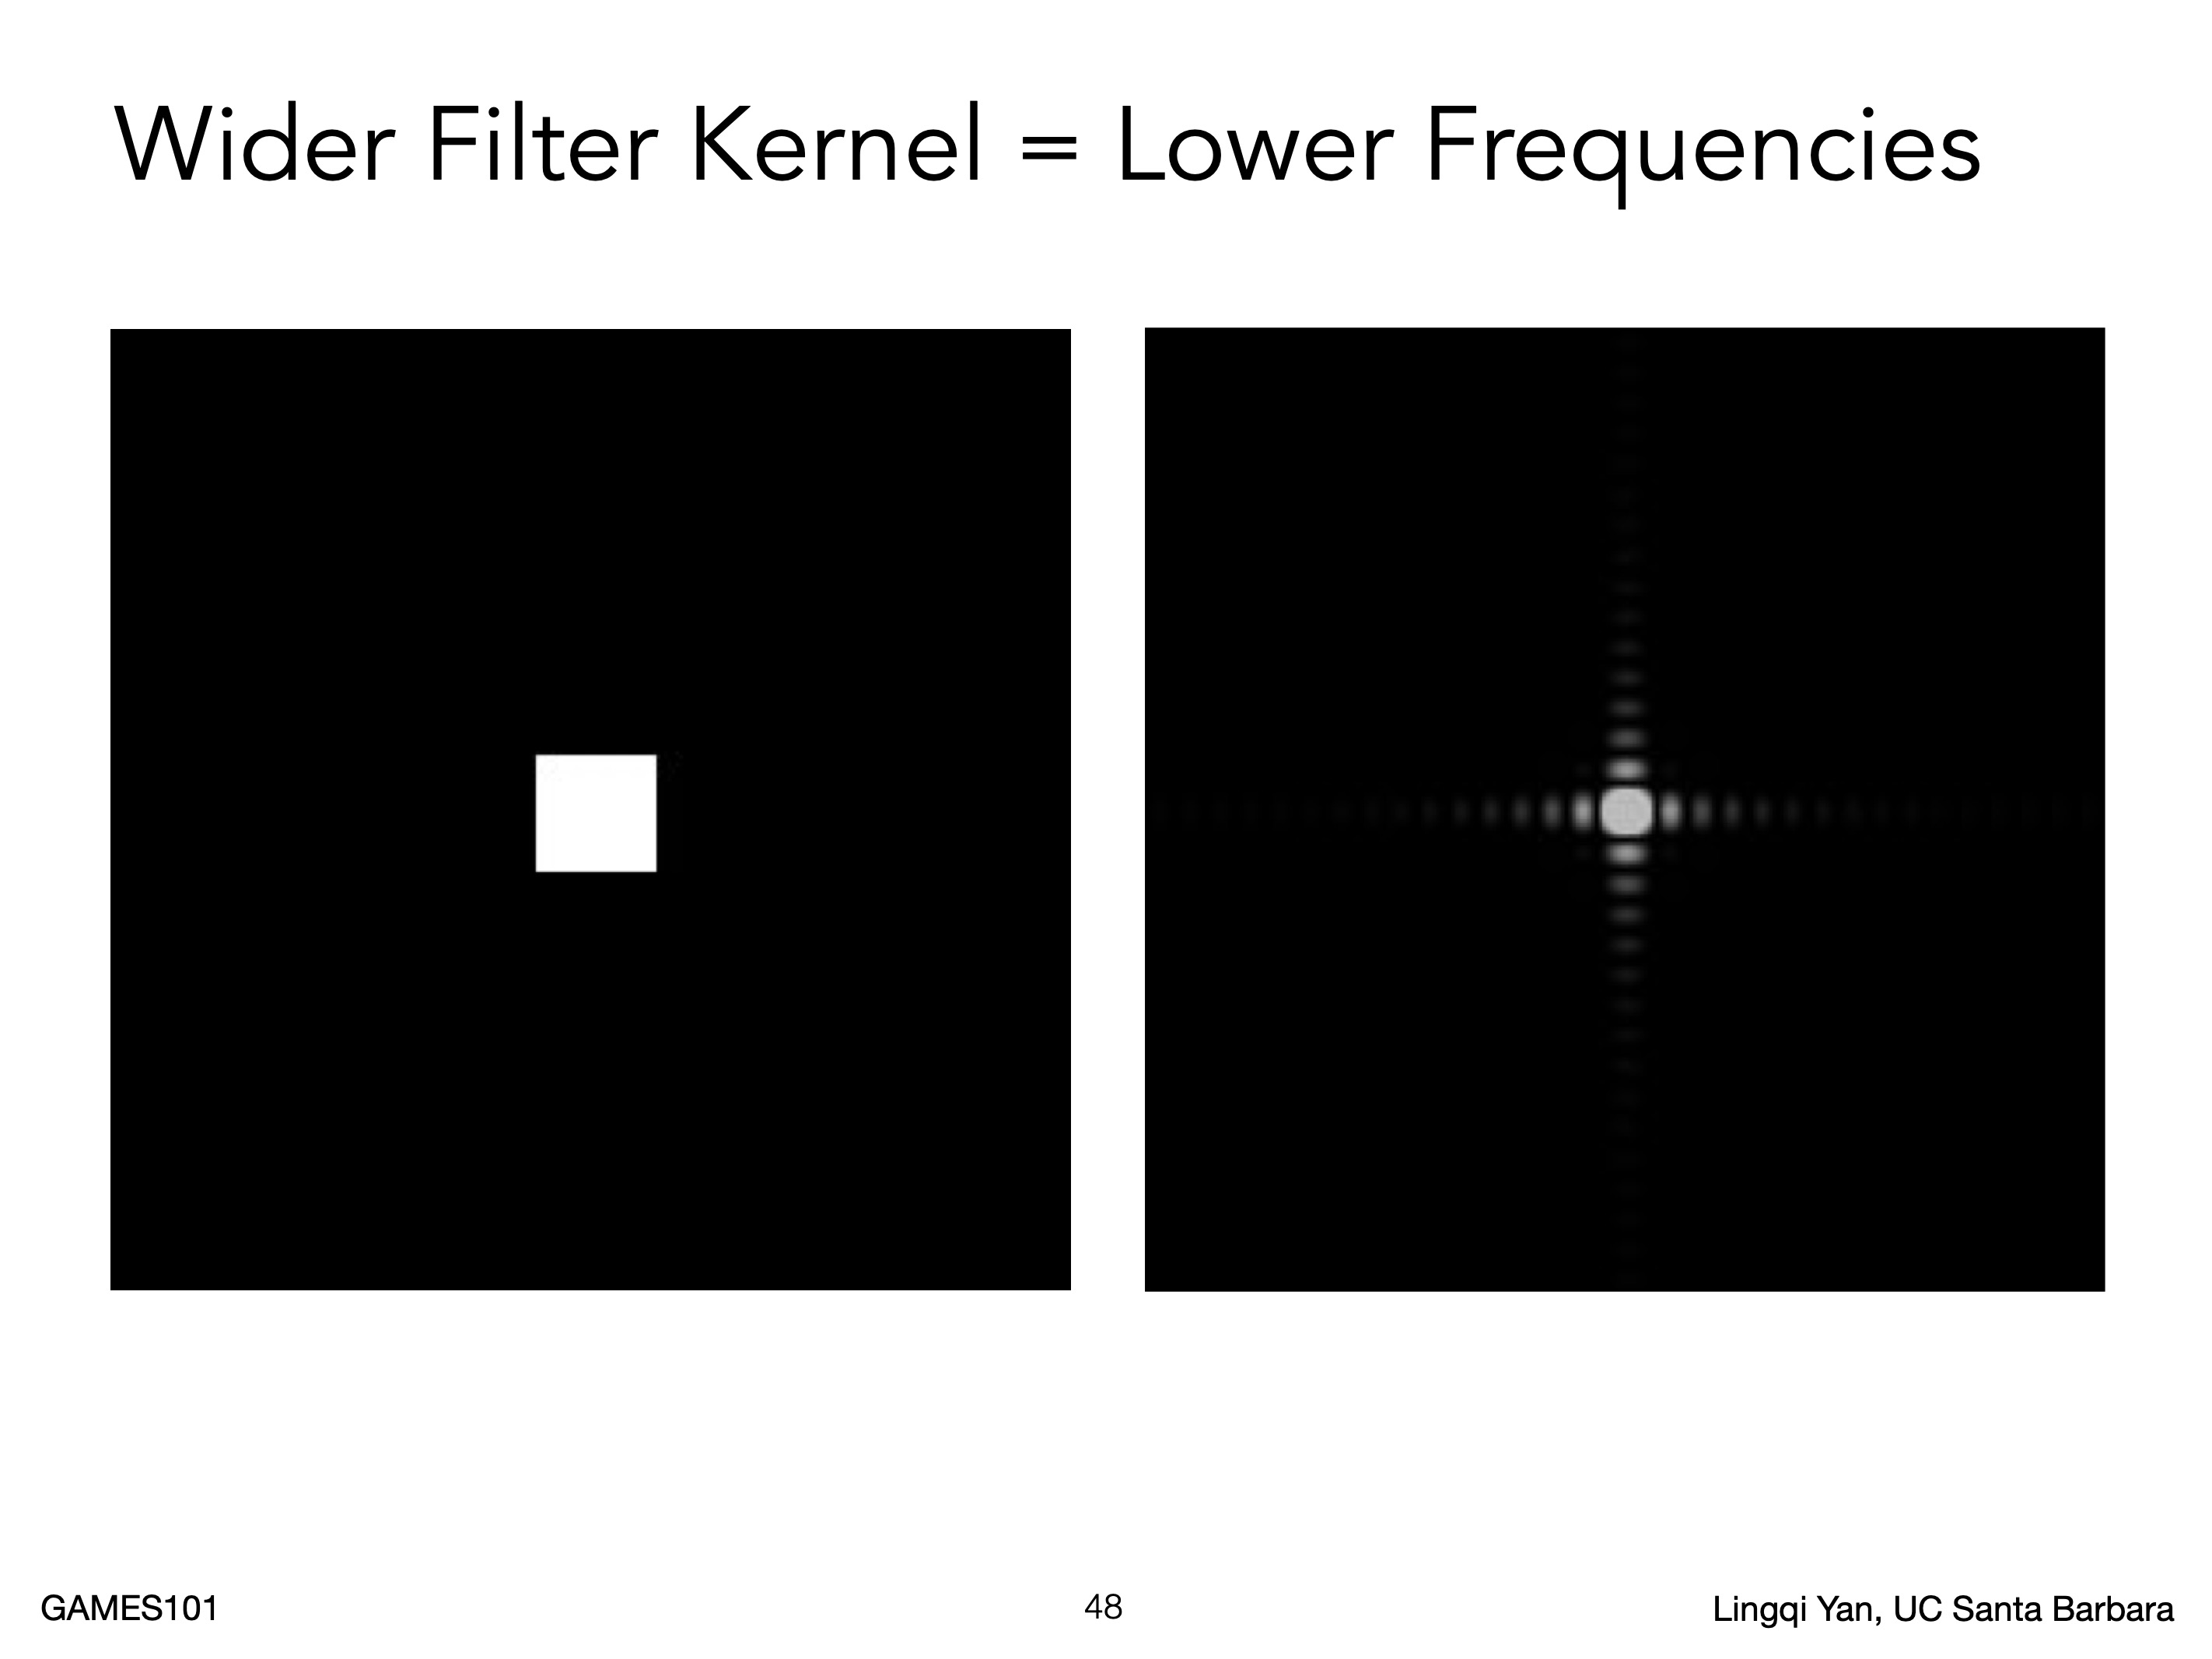 Wider Filter Kernel = Lower Frequencies
GAMES101
48
Lingqi Yan, UC Santa Barbara